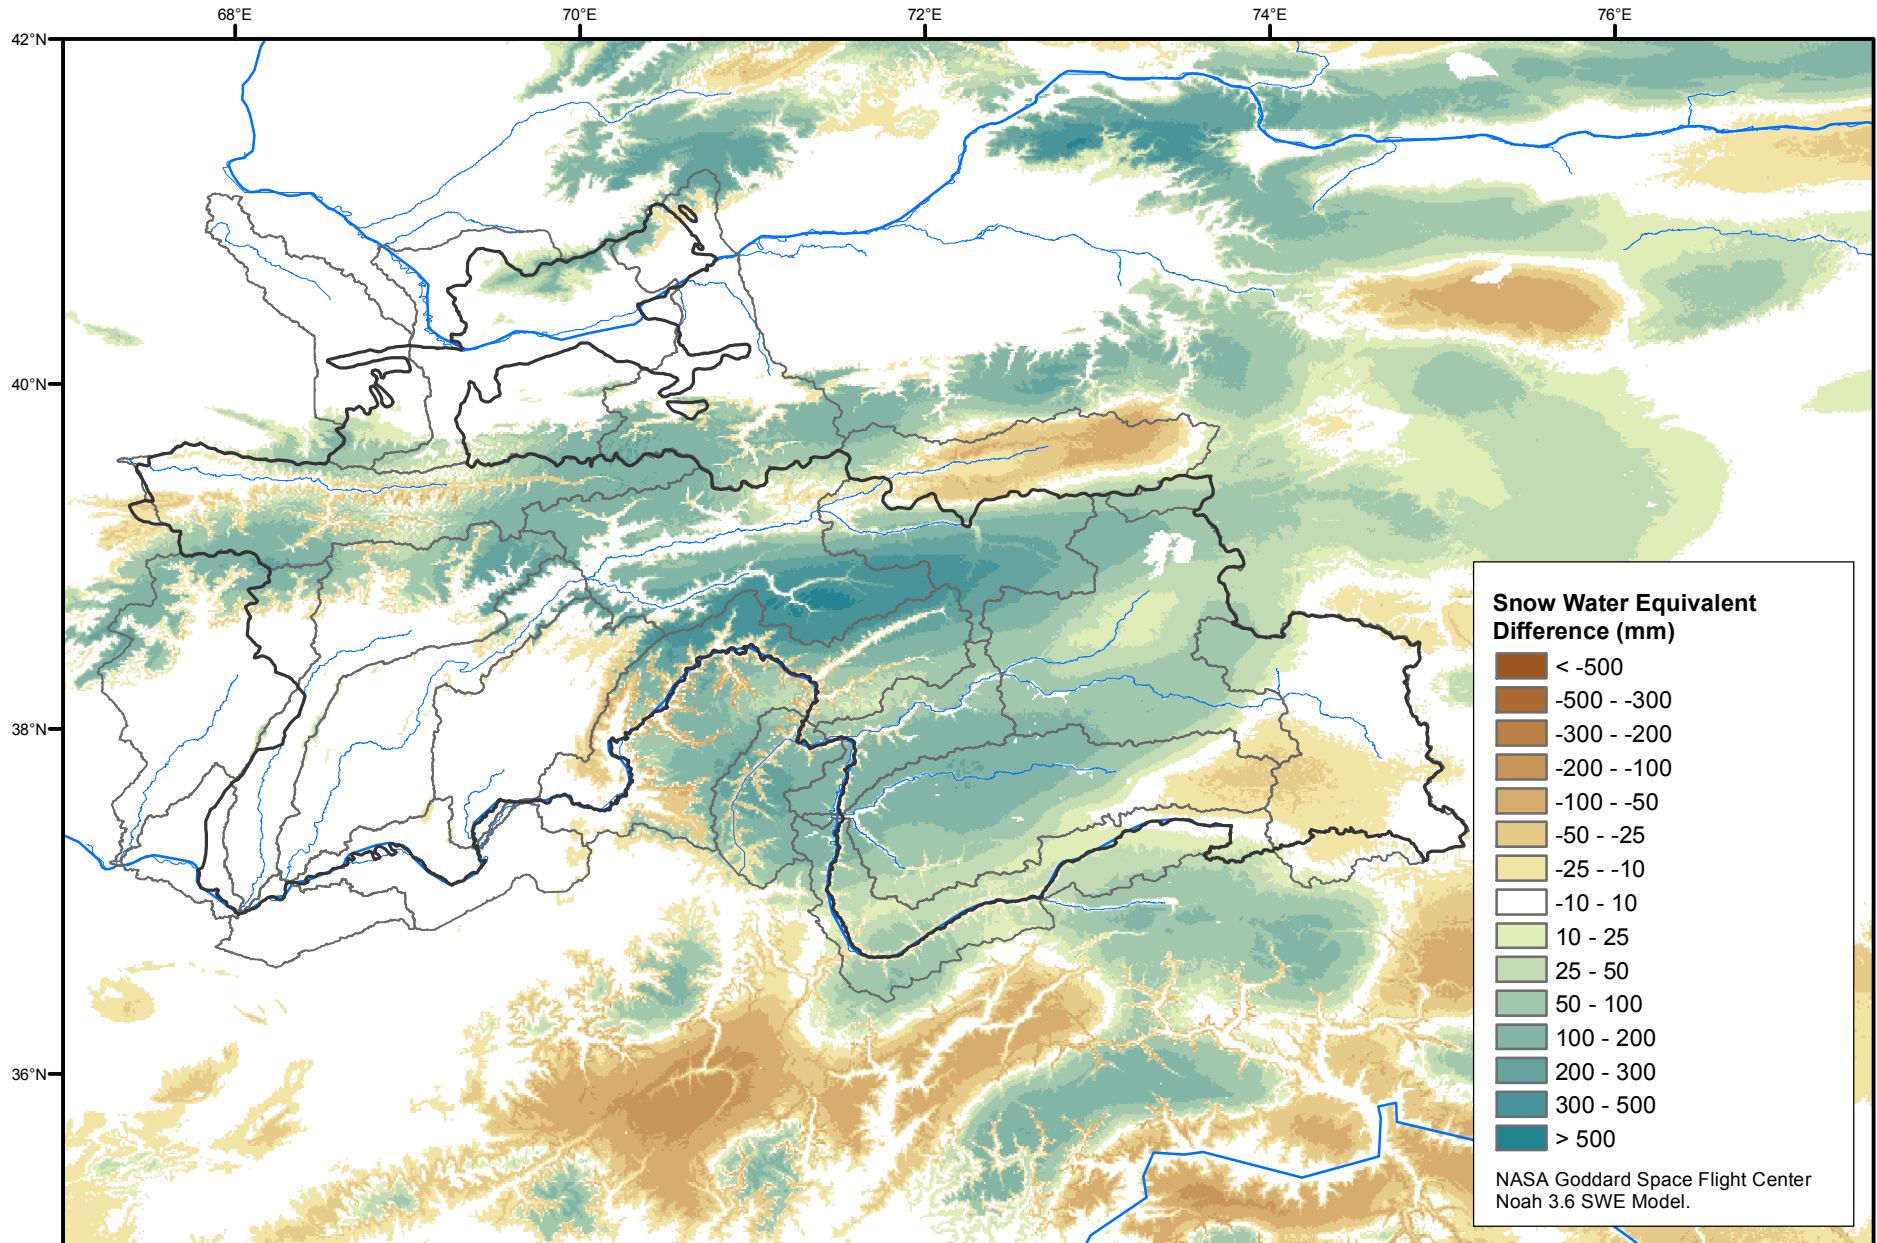 68°E 70°E 72°E 74°E 76°E
42°N
40°N
38°N
36°N
Snow Water Equivalent
Difference (mm)
< -500
-500 - -300
-300 - -200
-200 - -100
-100 - -50
-50 - -25
-25 - -10
-10 - 10
10 - 25
25 - 50
50 - 100
100 - 200
200 - 300
300 - 500
> 500
NASA Goddard Space Flight Center
Noah 3.6 SWE Model.